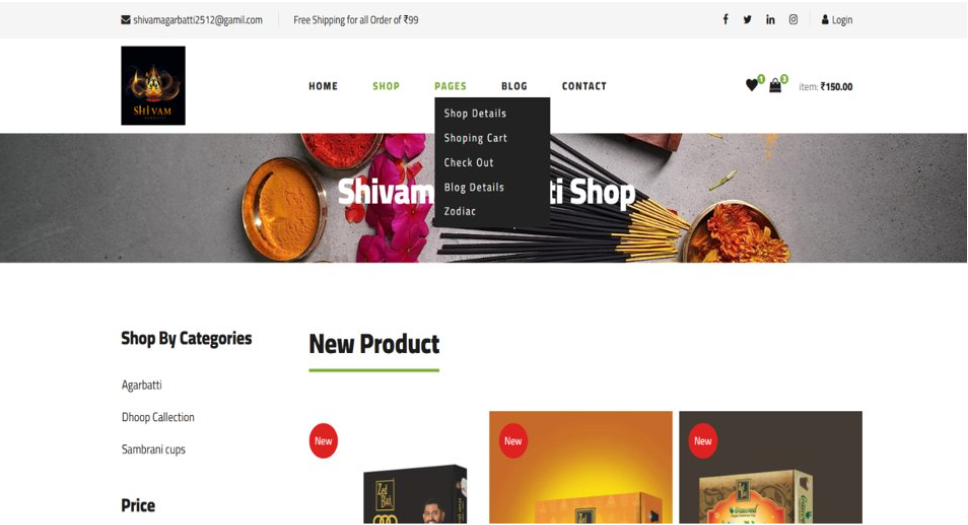 shivamagarbatti2512@gamil.com
Free Shipping for all Order of ₹99
Login
SHIVAM
HOME
SHOP
PAGES
BLOG
CONTACT
1
3
item: ₹150.00
Shop Details
Shoping Cart
Check Out
Blog Details
Zodiac
Shivam ti Shop
Shop By Categories
Agarbatti
Dhoop Callection
Sambrani cups
Price
New Product
New
New
New
Zed